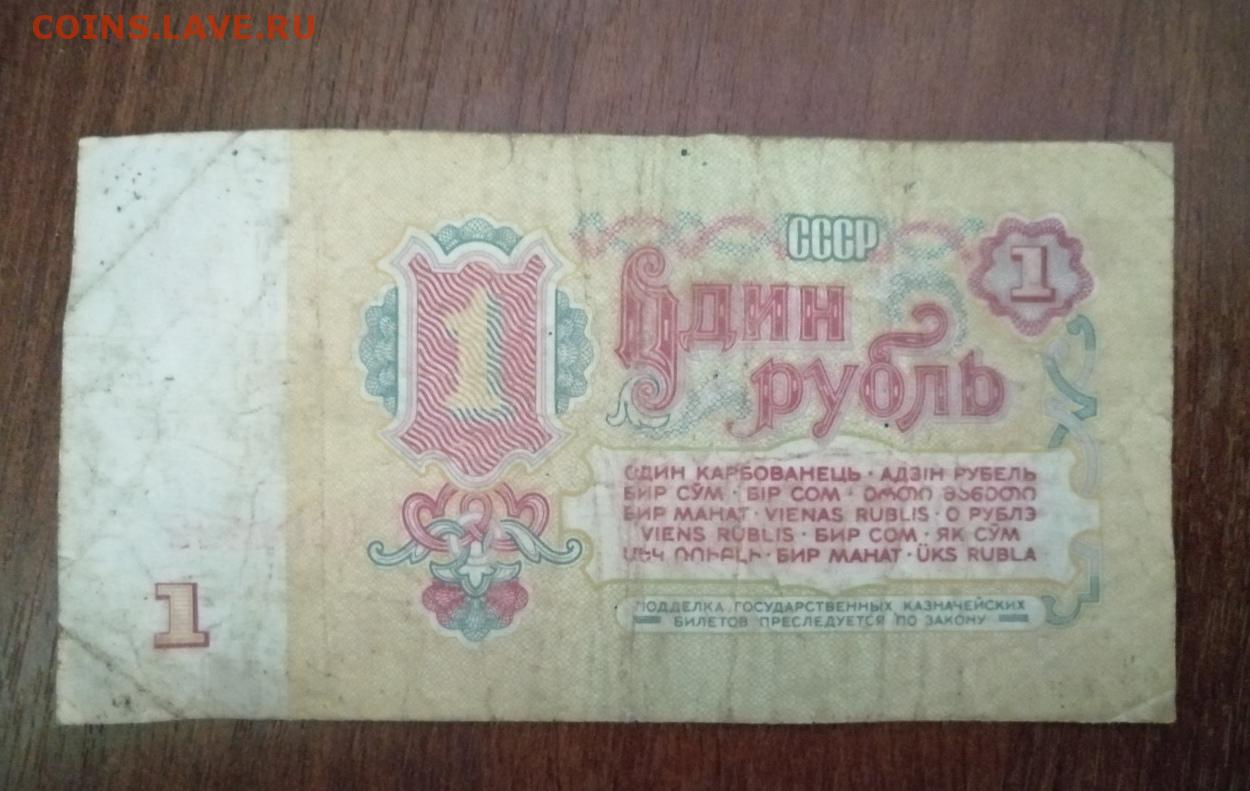 COINS.LAVE.RU
СССР
1
1
Один
рубль
ОДИН КАРБОВАНЕЦЬ · АДЗІН РУБЕЛЬ
БИР СЎМ · БІР СОМ · ერთი მანეთი
БИР МАНАТ · VIENAS RUBLIS · О РУБЛЭ
VIENS RUBLIS · БИР СОМ · ЯК СЎМ
ՄԵԿ ՌՈՒԲԼԻ · БИР МАНАТ · ÜKS RUBLA
ПОДДЕЛКА ГОСУДАРСТВЕННЫХ КАЗНАЧЕЙСКИХ
БИЛЕТОВ ПРЕСЛЕДУЕТСЯ ПО ЗАКОНУ
1